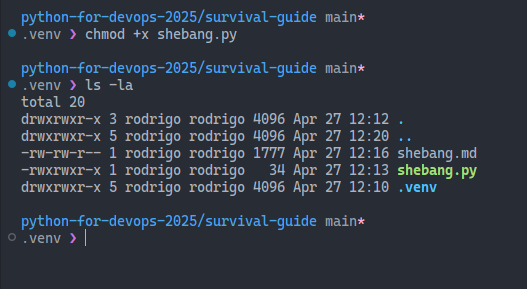 python-for-devops-2025/survival-guide main*
.venv ❯ chmod +x shebang.py
python-for-devops-2025/survival-guide main*
.venv ❯ ls -la
total 20
drwxrwxr-x 3 rodrigo rodrigo 4096 Apr 27 12:12 .
drwxrwxr-x 5 rodrigo rodrigo 4096 Apr 27 12:20 ..
-rw-rw-r-- 1 rodrigo rodrigo 1777 Apr 27 12:16 shebang.md
-rwxrwxr-x 1 rodrigo rodrigo   34 Apr 27 12:13 shebang.py
drwxrwxr-x 5 rodrigo rodrigo 4096 Apr 27 12:10 .venv
python-for-devops-2025/survival-guide main*
.venv ❯